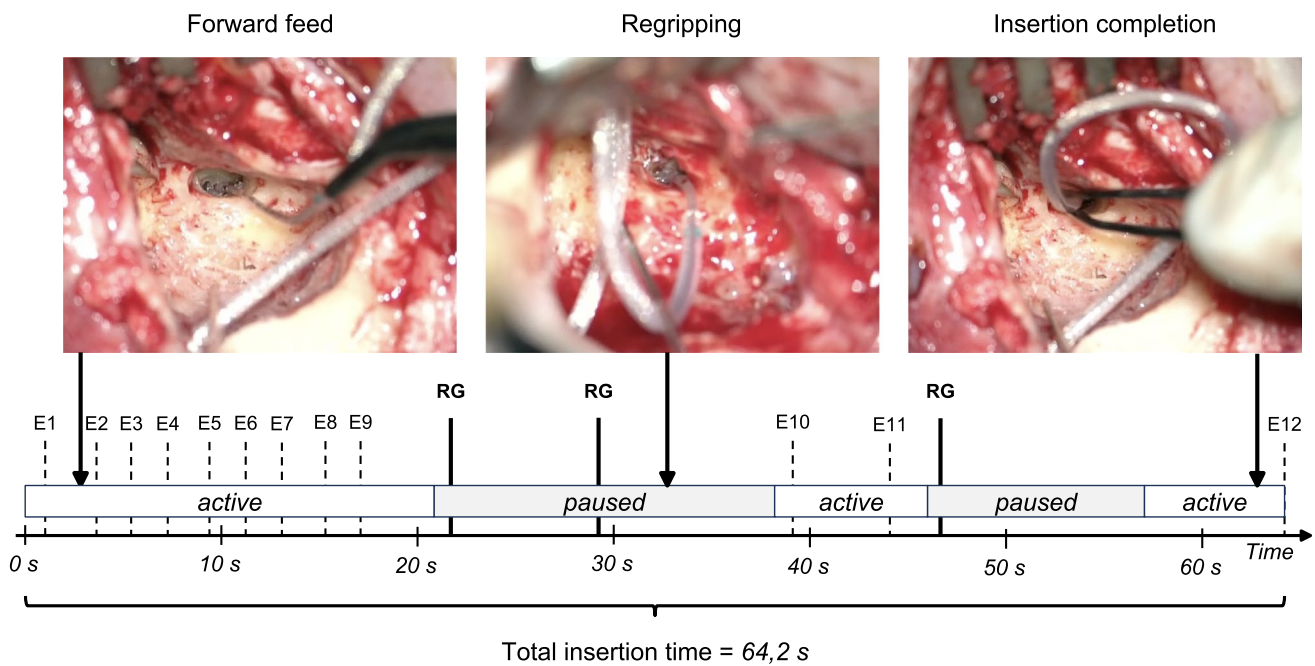 Forward feed
Regripping
Insertion completion
RG
RG
RG
E1
E2
E3
E4
E5
E6
E7
E8
E9
E10
E11
E12
active
paused
active
paused
active
0 s
10 s
20 s
30 s
40 s
50 s
60 s
Time
Total insertion time = 64,2 s